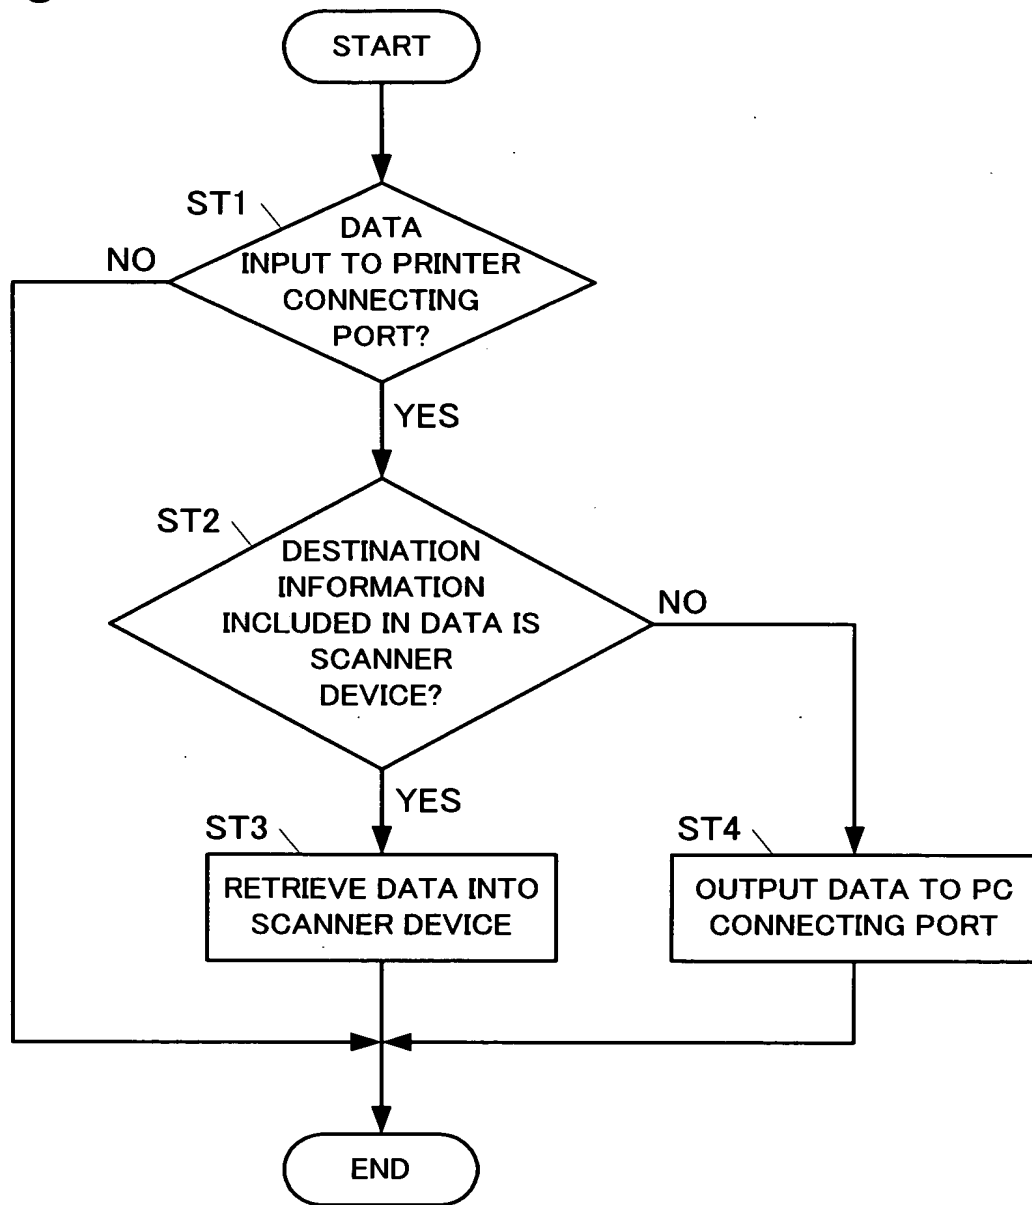 START
ST1
DATA
INPUT TO PRINTER
CONNECTING
PORT?
NO
YES
ST2
DESTINATION
INFORMATION
INCLUDED IN DATA IS
SCANNER
DEVICE?
NO
YES
ST3
RETRIEVE DATA INTO
SCANNER DEVICE
ST4
OUTPUT DATA TO PC
CONNECTING PORT
END